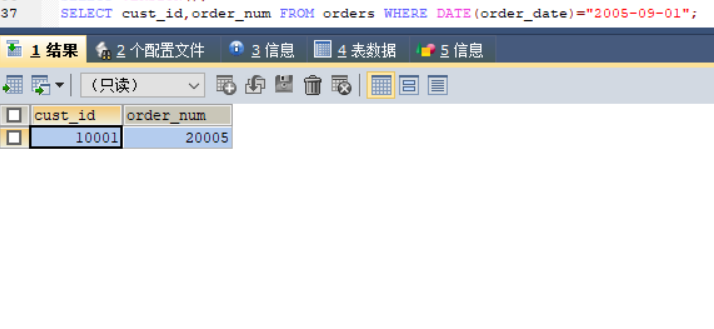 37 SELECT cust_id,order_num FROM orders WHERE DATE(order_date)="2005-09-01";
1 结果 2 个配置文件 3 信息 4 表数据 5 信息
（只读）
cust_id order_num
10001 20005